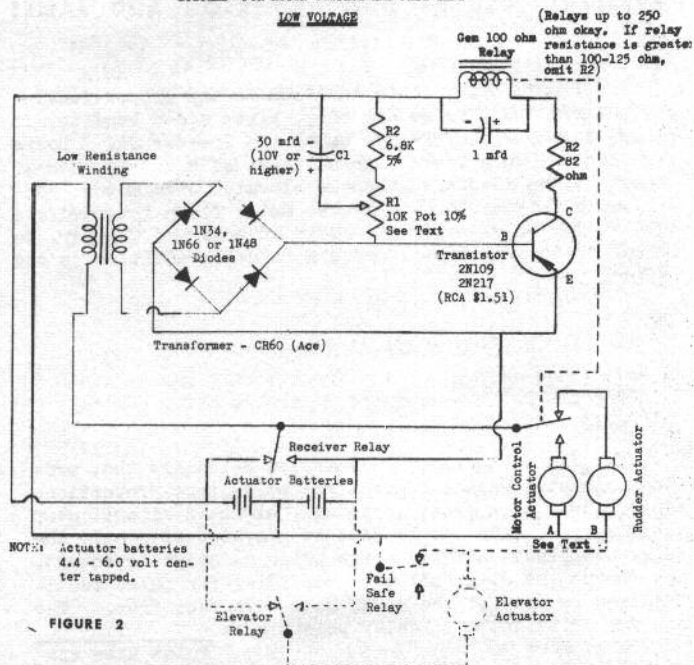 LOW VOLTAGE
(Relays up to 250
ohm okay. If relay
resistance is greater
than 100-125 ohm,
omit R2)
Gem 100 ohm
Relay
30 mfd
(10V or
higher)
-
+
C1
R2
6.8K
5%
- +
1 mfd
R2
82
ohm
Low Resistance
Winding
R1
10K Pot 10%
See Text
1N34,
1N66 or 1N48
Diodes
B
C
E
Transistor
2N109
2N217
(RCA $1.51)
Transformer - CR60 (Ace)
Receiver Relay
Actuator Batteries
Motor Control
Actuator
Rudder Actuator
A B
See Text
NOTE: Actuator batteries
4.4 - 6.0 volt cen-
ter tapped.
Fail
Safe
Relay
Elevator
Relay
Elevator
Actuator
FIGURE 2